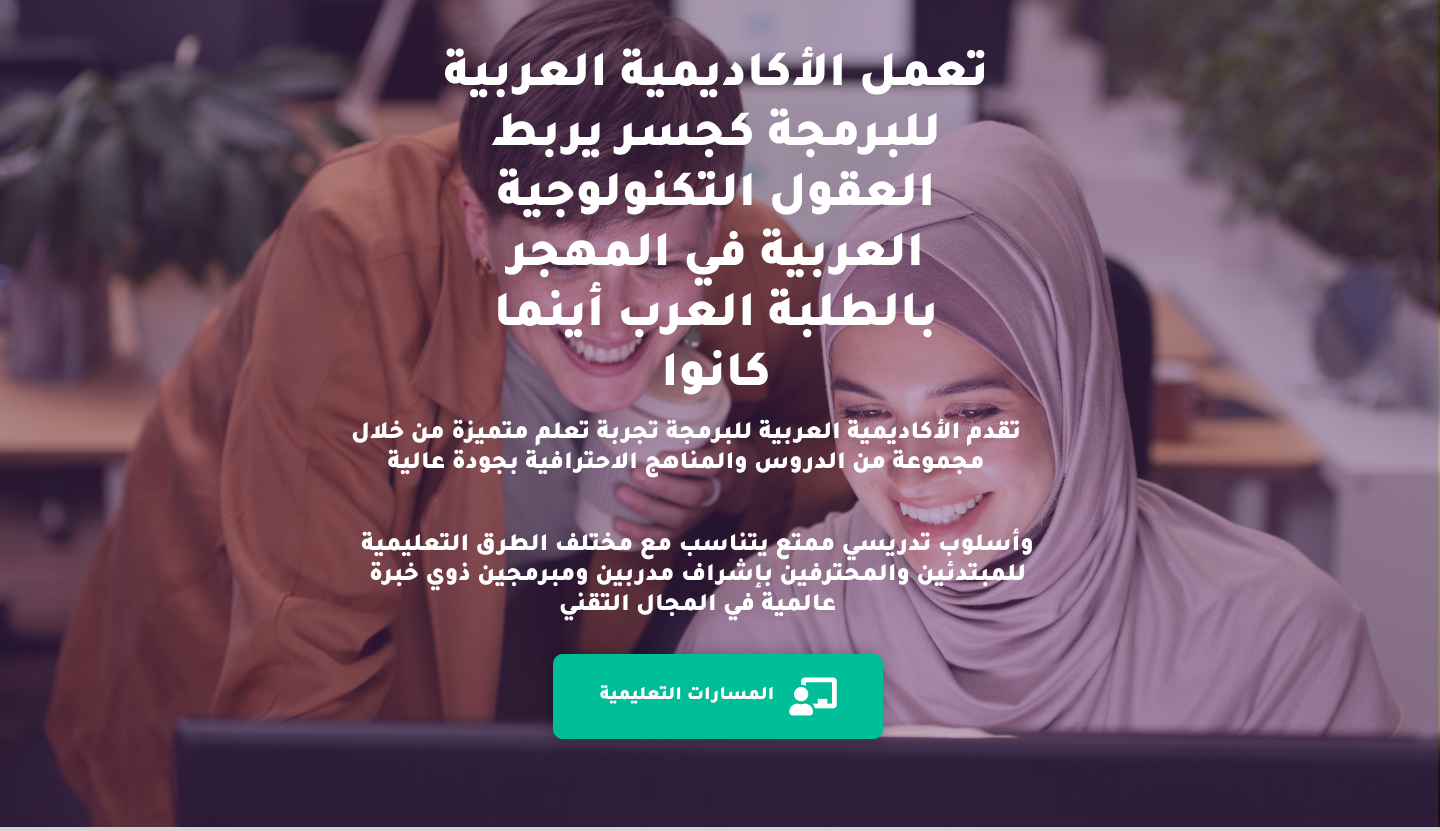 تعمل الأكاديمية العربية
للبرمجة كجسر يربط
العقول التكنولوجية
العربية في المهجر
بالطلبة العرب أينما
كانوا
تقدم الأكاديمية العربية للبرمجة تجربة تعلم متميزة من خلال
مجموعة من الدروس والمناهج الاحترافية بجودة عالية
وأسلوب تدريسي ممتع يتناسب مع مختلف الطرق التعليمية
للمبتدئين والمحترفين بإشراف مدربين ومبرمجين ذوي خبرة
عالمية في المجال التقني
المسارات التعليمية